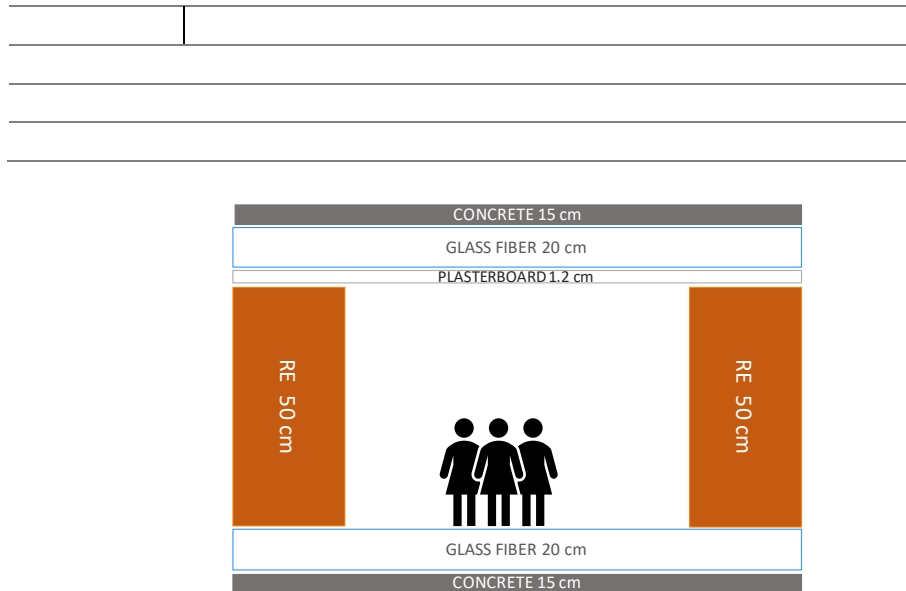 CONCRETE 15 cm
GLASS FIBER 20 cm
PLASTERBOARD 1.2 cm
RE 50 cm
RE 50 cm
GLASS FIBER 20 cm
CONCRETE 15 cm